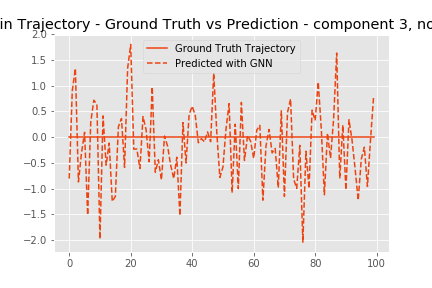 in Trajectory - Ground Truth vs Prediction - component 3, no
Ground Truth Trajectory
Predicted with GNN
2.0
1.5
1.0
0.5
0.0
-0.5
-1.0
-1.5
-2.0
0 20 40 60 80 100